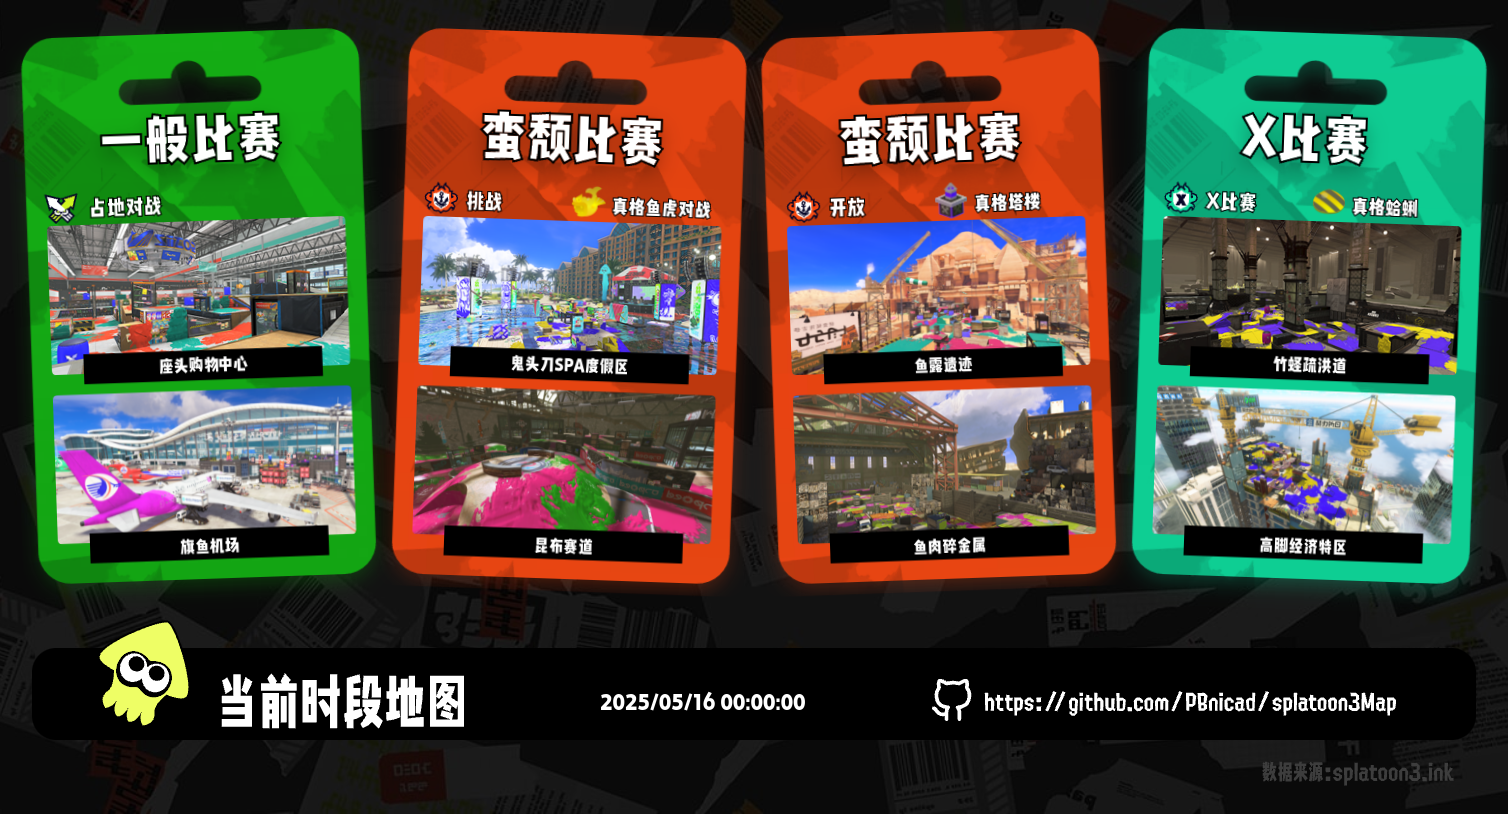 一般比赛
占地对战
座头购物中心
旗鱼机场
蛮颓比赛
挑战
真格鱼虎对战
鬼头刀SPA度假区
昆布赛道
蛮颓比赛
开放
真格塔楼
鱼露遗迹
鱼肉碎金属
X比赛
X比赛
真格蛤蜊
竹蛏疏洪道
高脚经济特区
当前时段地图
2025/05/16 00:00:00
https://github.com/PBnicad/splatoon3Map
数据来源:splatoon3.ink